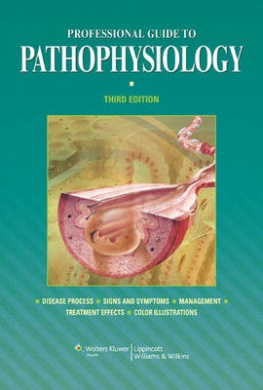 PROFESSIONAL GUIDE TO
PATHOPHYSIOLOGY
THIRD EDITION
DISEASE PROCESS SIGNS AND SYMPTOMS MANAGEMENT
TREATMENT EFFECTS COLOR ILLUSTRATIONS
Wolters Kluwer
Lippincott
Williams & Wilkins